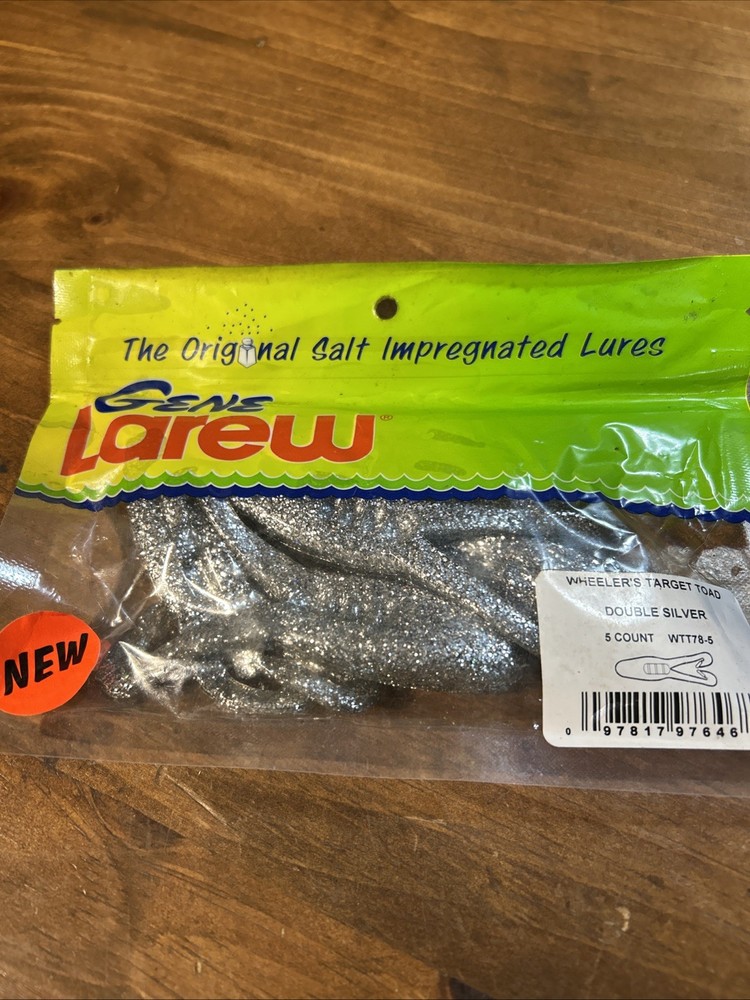 The Original Salt Impregnated Lures
GENE
Larew®
NEW
WHEELER'S TARGET TOAD
DOUBLE SILVER
5 COUNT WTT78-5
0 97817 97646